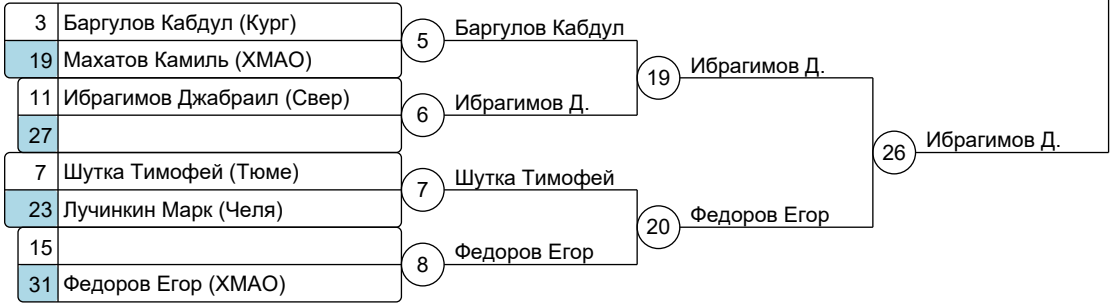 3 Баргулов Кабдул (Кург)
19 Махатов Камиль (ХМАО)
5 Баргулов Кабдул
11 Ибрагимов Джабраил (Свер)
27
6 Ибрагимов Д.
19 Ибрагимов Д.
7 Шутка Тимофей (Тюме)
23 Лучинкин Марк (Челя)
7 Шутка Тимофей
15
31 Федоров Егор (ХМАО)
8 Федоров Егор
20 Федоров Егор
26 Ибрагимов Д.